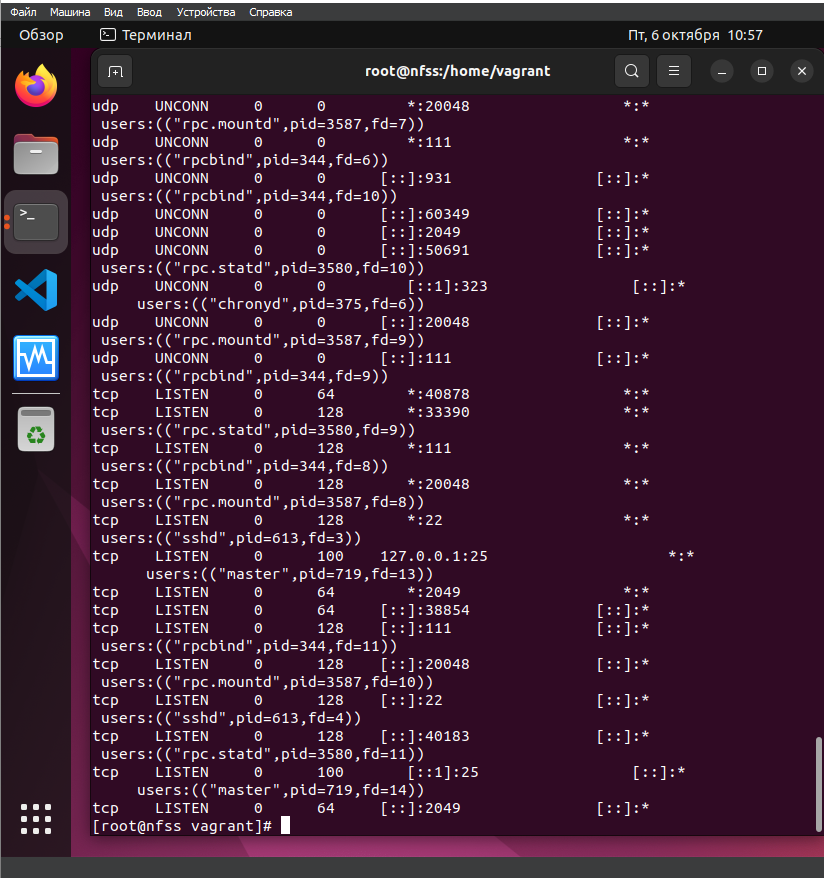 Файл Машина Вид Ввод Устройства Справка
Обзор Терминал Пт, 6 октября 10:57
root@nfss:/home/vagrant
udp UNCONN 0 0 *:20048 *:*
users:(("rpc.mountd",pid=3587,fd=7))
udp UNCONN 0 0 *:111 *:*
users:(("rpcbind",pid=344,fd=6))
udp UNCONN 0 0 [::]:931 [::]:*
users:(("rpcbind",pid=344,fd=10))
udp UNCONN 0 0 [::]:60349 [::]:*
udp UNCONN 0 0 [::]:2049 [::]:*
udp UNCONN 0 0 [::]:50691 [::]:*
users:(("rpc.statd",pid=3580,fd=10))
udp UNCONN 0 0 [::1]:323 [::]:*
users:(("chronyd",pid=375,fd=6))
udp UNCONN 0 0 [::]:20048 [::]:*
users:(("rpc.mountd",pid=3587,fd=9))
udp UNCONN 0 0 [::]:111 [::]:*
users:(("rpcbind",pid=344,fd=9))
tcp LISTEN 0 64 *:40878 *:*
tcp LISTEN 0 128 *:33390 *:*
users:(("rpc.statd",pid=3580,fd=9))
tcp LISTEN 0 128 *:111 *:*
users:(("rpcbind",pid=344,fd=8))
tcp LISTEN 0 128 *:20048 *:*
users:(("rpc.mountd",pid=3587,fd=8))
tcp LISTEN 0 128 *:22 *:*
users:(("sshd",pid=613,fd=3))
tcp LISTEN 0 100 127.0.0.1:25 *:*
users:(("master",pid=719,fd=13))
tcp LISTEN 0 64 *:2049 *:*
tcp LISTEN 0 64 [::]:38854 [::]:*
tcp LISTEN 0 128 [::]:111 [::]:*
users:(("rpcbind",pid=344,fd=11))
tcp LISTEN 0 128 [::]:20048 [::]:*
users:(("rpc.mountd",pid=3587,fd=10))
tcp LISTEN 0 128 [::]:22 [::]:*
users:(("sshd",pid=613,fd=4))
tcp LISTEN 0 128 [::]:40183 [::]:*
users:(("rpc.statd",pid=3580,fd=11))
tcp LISTEN 0 100 [::1]:25 [::]:*
users:(("master",pid=719,fd=14))
tcp LISTEN 0 64 [::]:2049 [::]:*
[root@nfss vagrant]#